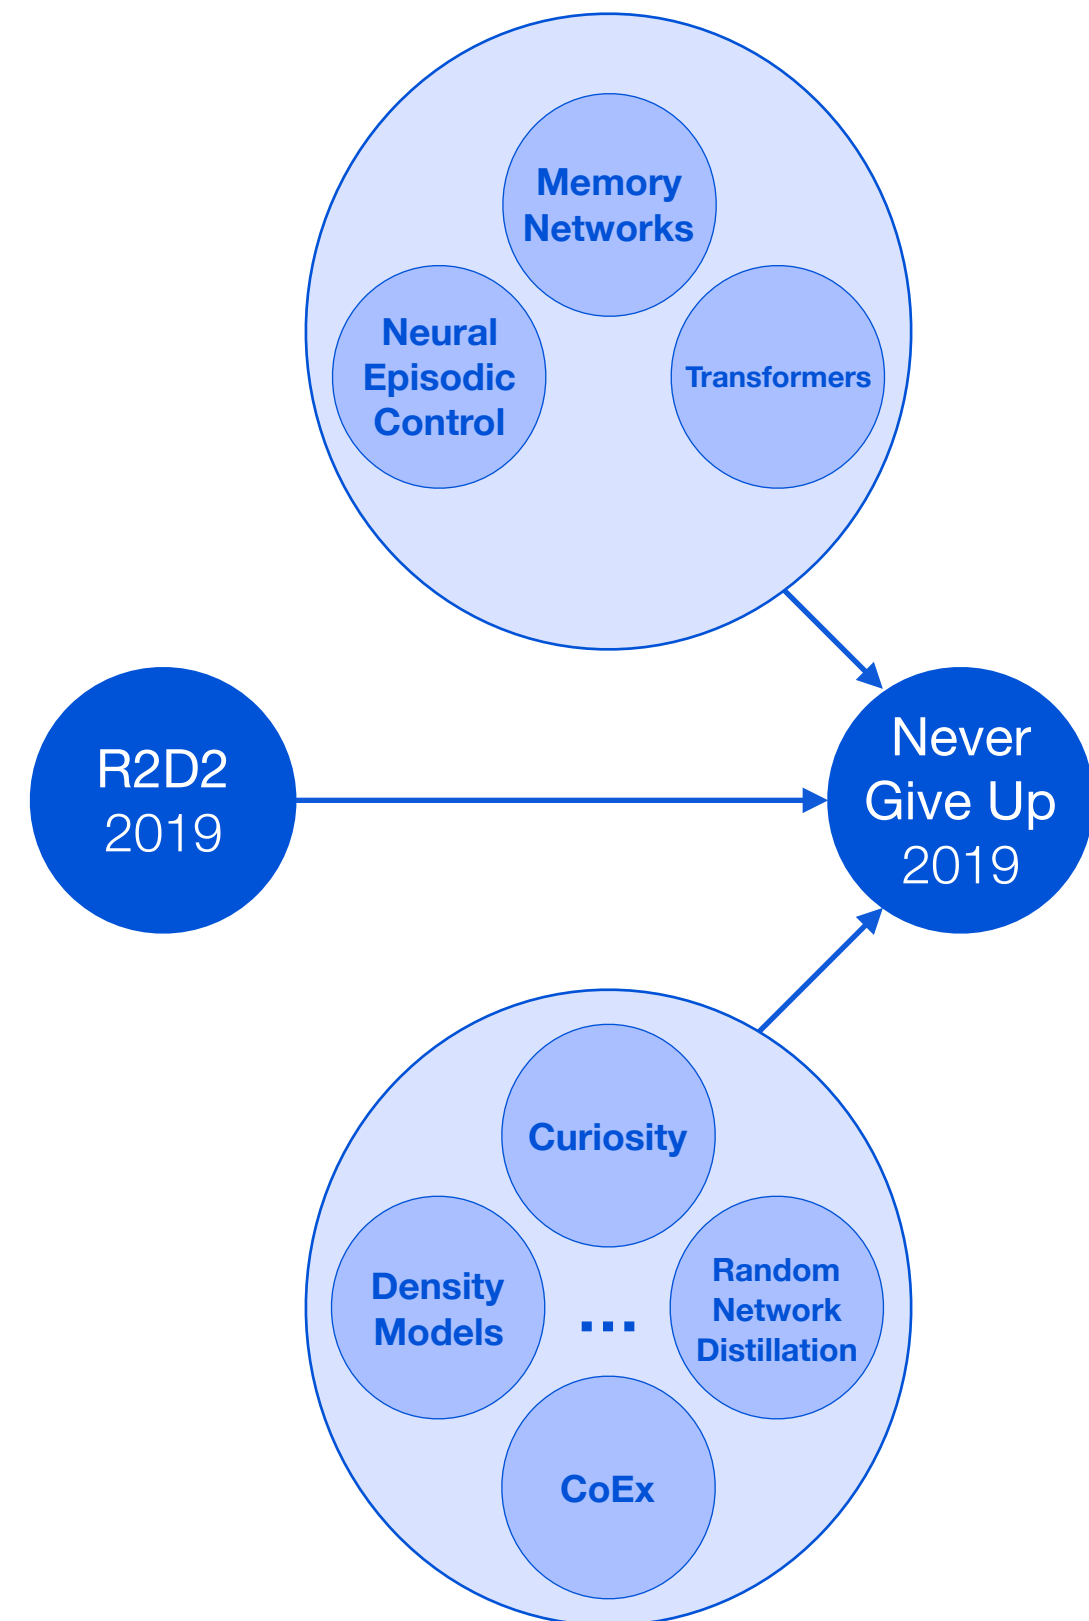 Memory
Networks
Neural
Episodic
Control
Transformers
R2D2
2019
Never
Give Up
2019
Curiosity
Density
Models
...
Random
Network
Distillation
CoEx